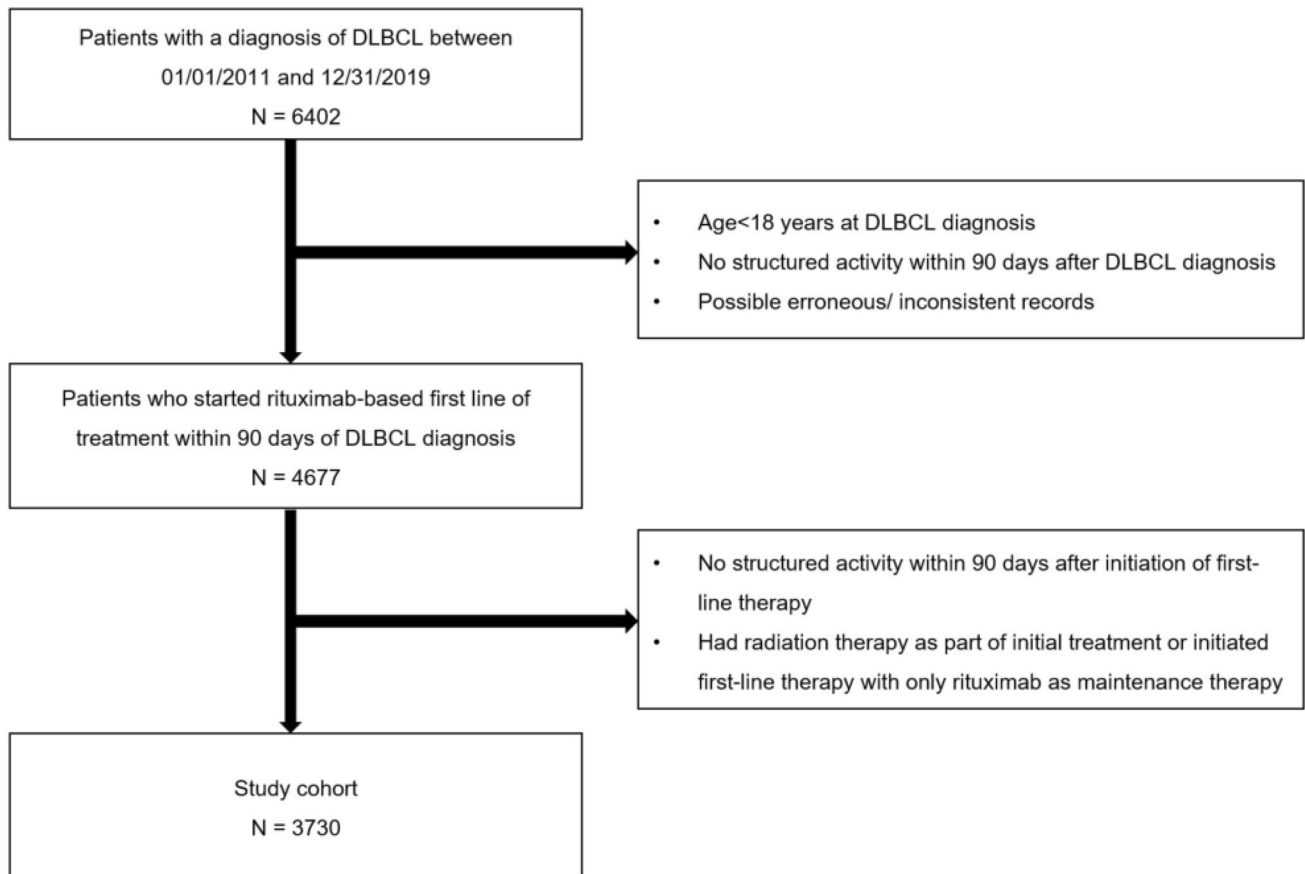 Patients with a diagnosis of DLBCL between
01/01/2011 and 12/31/2019
N = 6402
• Age<18 years at DLBCL diagnosis
• No structured activity within 90 days after DLBCL diagnosis
• Possible erroneous/ inconsistent records
Patients who started rituximab-based first line of
treatment within 90 days of DLBCL diagnosis
N = 4677
• No structured activity within 90 days after initiation of first-
line therapy
• Had radiation therapy as part of initial treatment or initiated
first-line therapy with only rituximab as maintenance therapy
Study cohort
N = 3730